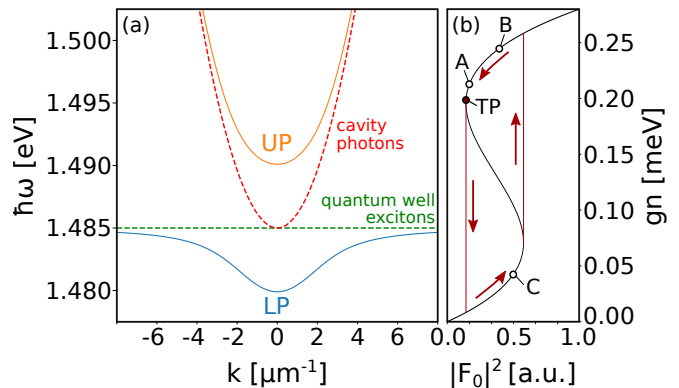 (a)
1.500
1.495
1.490
1.485
1.480
ħω [eV]
UP
cavity
photons
quantum well
excitons
LP
-6 -4 -2 0 2 4 6 8
k [μm⁻¹]
(b)
B
A
TP
C
0.25
0.20
0.15
0.10
0.05
0.00
gn [meV]
0.0 0.5 1.0
|F₀|² [a.u.]